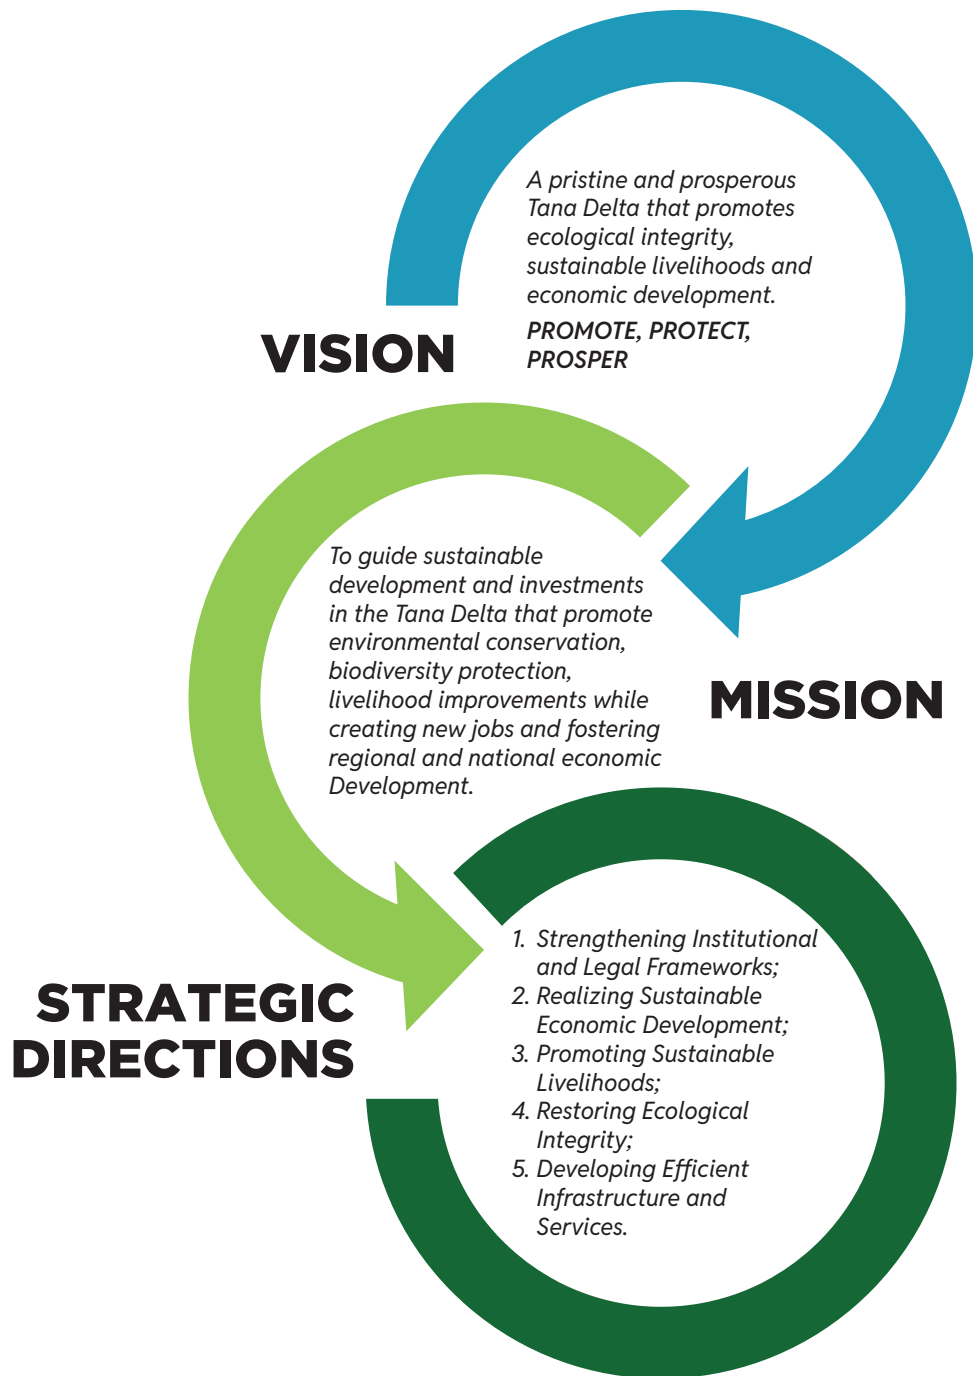 VISION
A pristine and prosperous
Tana Delta that promotes
ecological integrity,
sustainable livelihoods and
economic development.
PROMOTE, PROTECT,
PROSPER
MISSION
To guide sustainable
development and investments
in the Tana Delta that promote
environmental conservation,
biodiversity protection,
livelihood improvements while
creating new jobs and fostering
regional and national economic
Development.
STRATEGIC
DIRECTIONS
1. Strengthening Institutional
and Legal Frameworks;
2. Realizing Sustainable
Economic Development;
3. Promoting Sustainable
Livelihoods;
4. Restoring Ecological
Integrity;
5. Developing Efficient
Infrastructure and
Services.